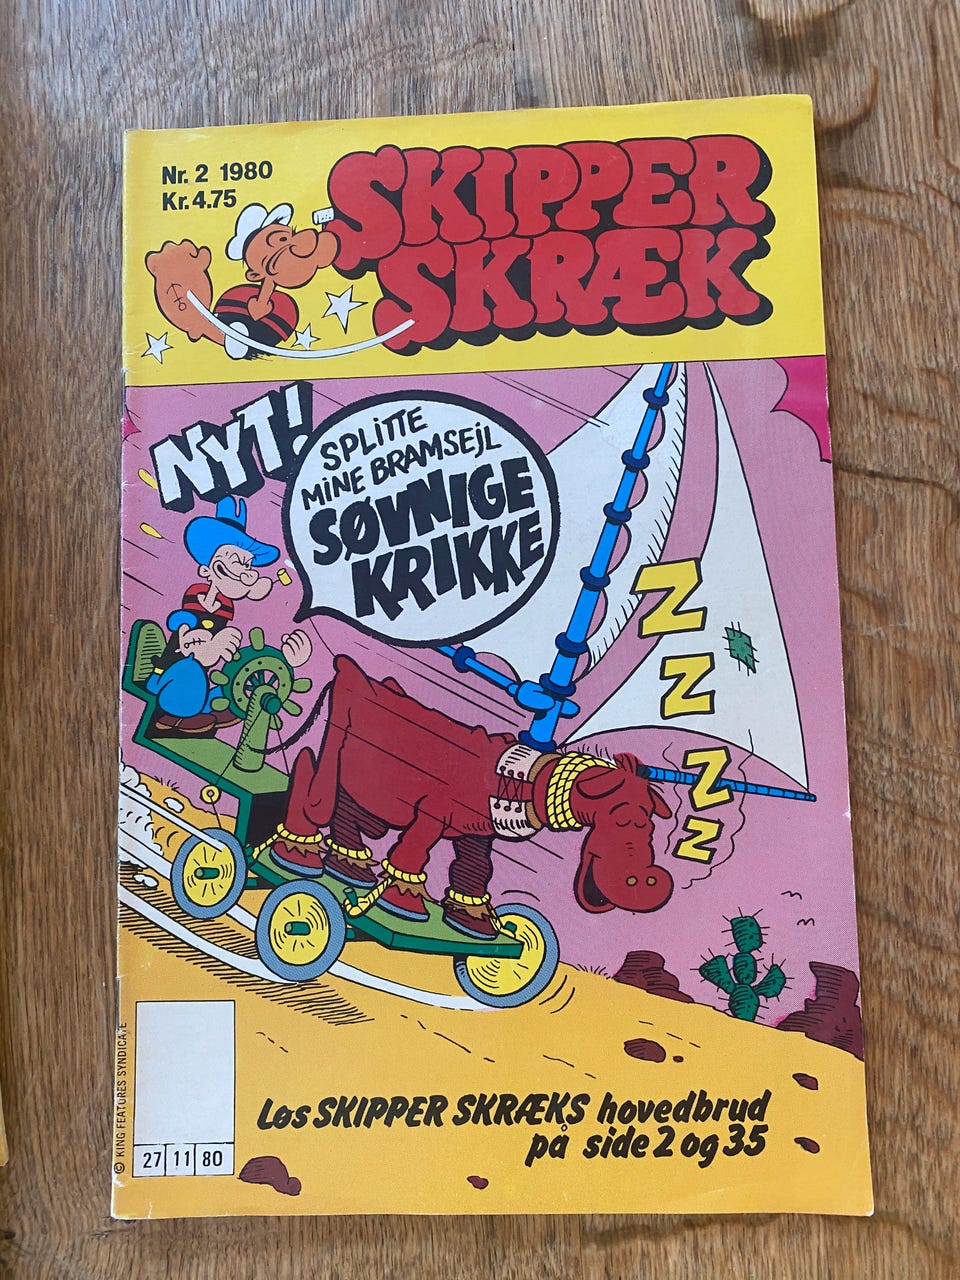 Nr. 2 1980
Kr. 4.75
SKIPPER
SKRÆK
NYT!
SPLITTE
MINE BRAMSEJL
SØVNIGE
KRIKKE
Z
Z
Z
Z
© KING FEATURES SYNDICATE
27 11 80
Løs SKIPPER SKRÆKS hovedbrud
på side 2 og 35